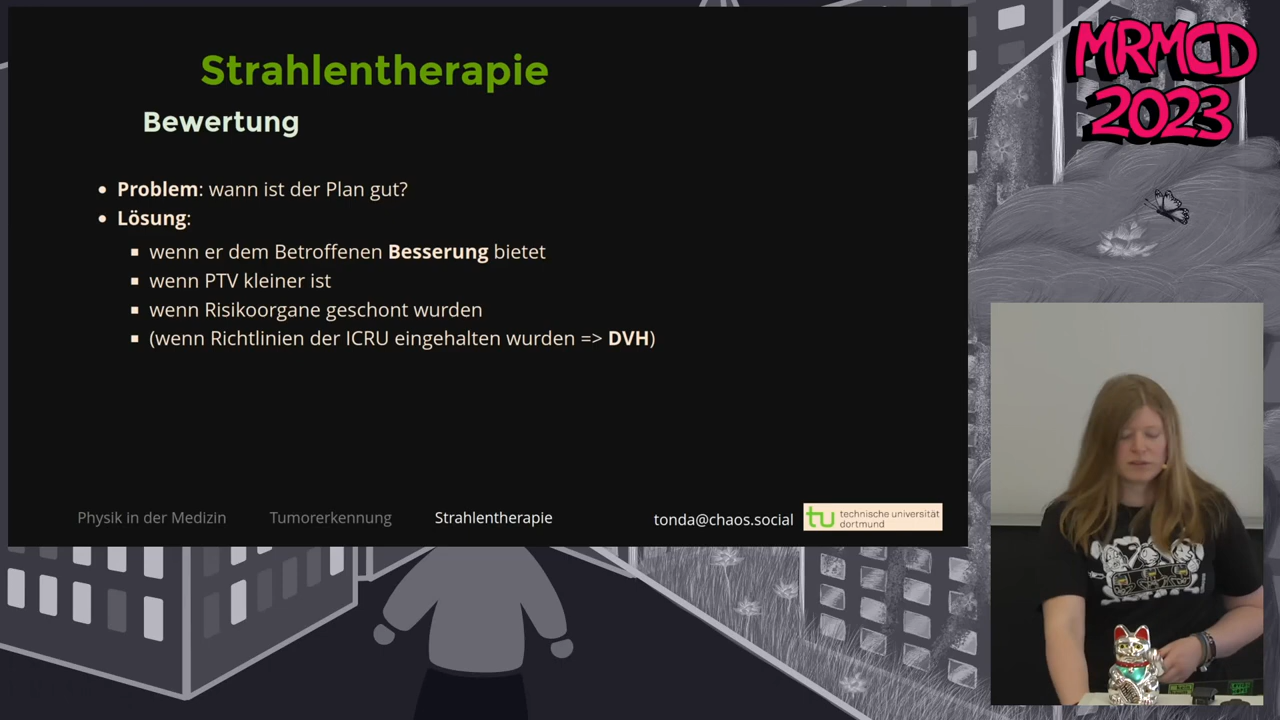 Strahlentherapie
Bewertung
Problem: wann ist der Plan gut?
Lösung:
wenn er dem Betroffenen Besserung bietet
wenn PTV kleiner ist
wenn Risikoorgane geschont wurden
(wenn Richtlinien der ICRU eingehalten wurden => DVH)
Physik in der Medizin
Tumorerkennung
Strahlentherapie
tonda@chaos.social
tu technische universität
dortmund
MRMCD
2023